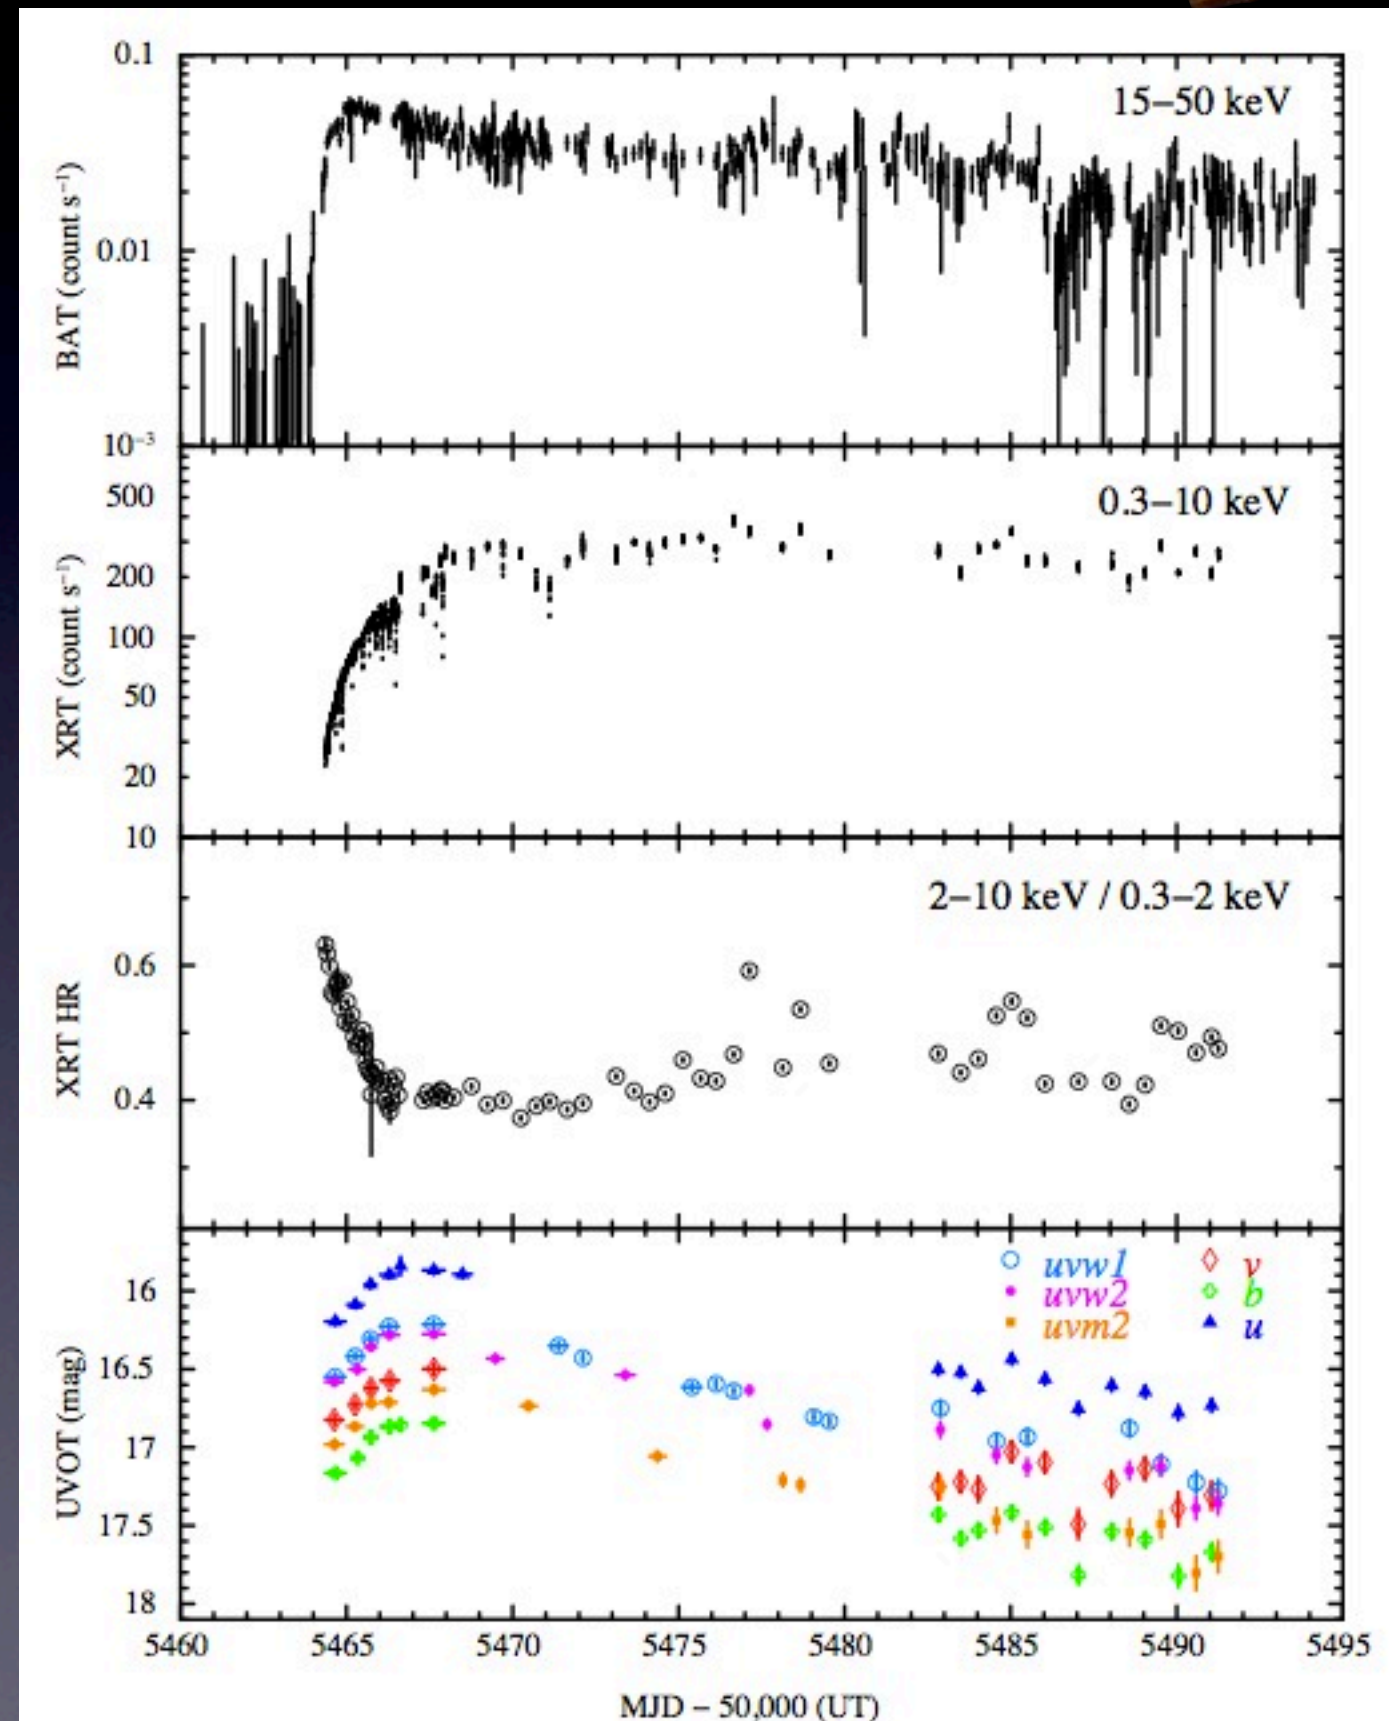 0.1
15–50 keV
BAT (count s⁻¹)
0.01
10⁻³
500
0.3–10 keV
XRT (count s⁻¹)
200
100
50
20
10
2–10 keV / 0.3–2 keV
XRT HR
0.6
0.4
uvw1 v
uvw2 b
uvm2 u
UVOT (mag)
16
16.5
17
17.5
18
5460 5465 5470 5475 5480 5485 5490 5495
MJD – 50,000 (UT)